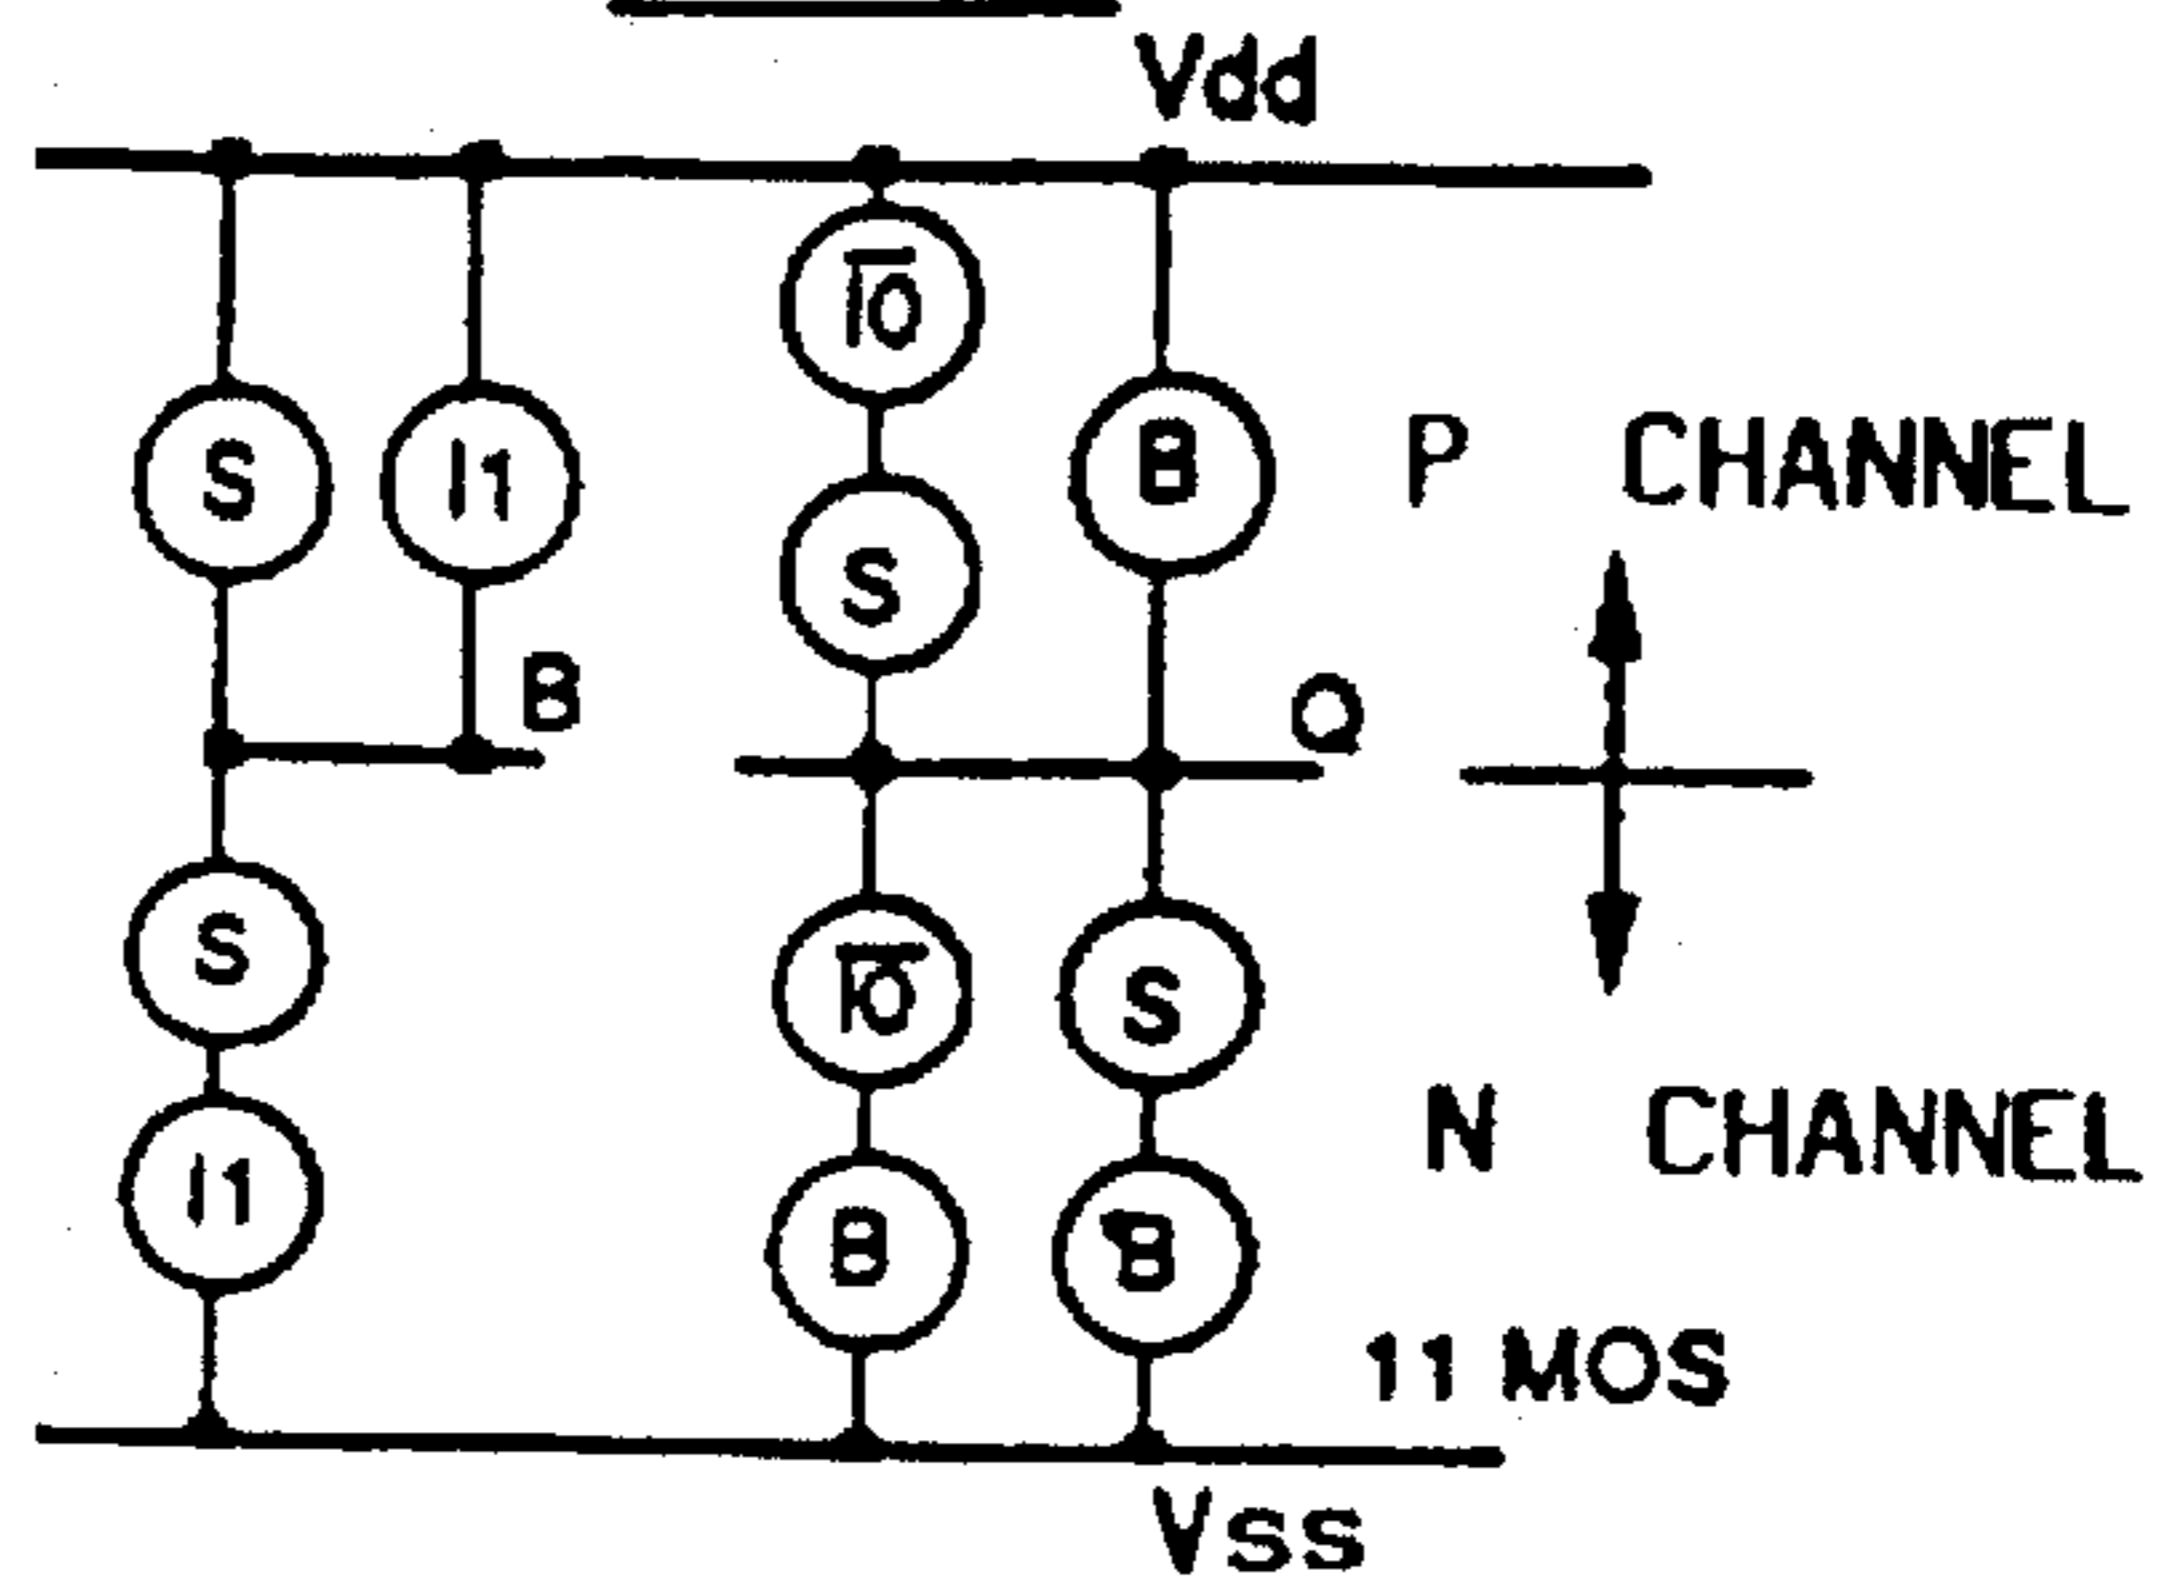 Vdd
I̅0̅
S
I1
B
P CHANNEL
S
B
Q
S
I̅0̅
S
N CHANNEL
I1
B
B
11 MOS
Vss